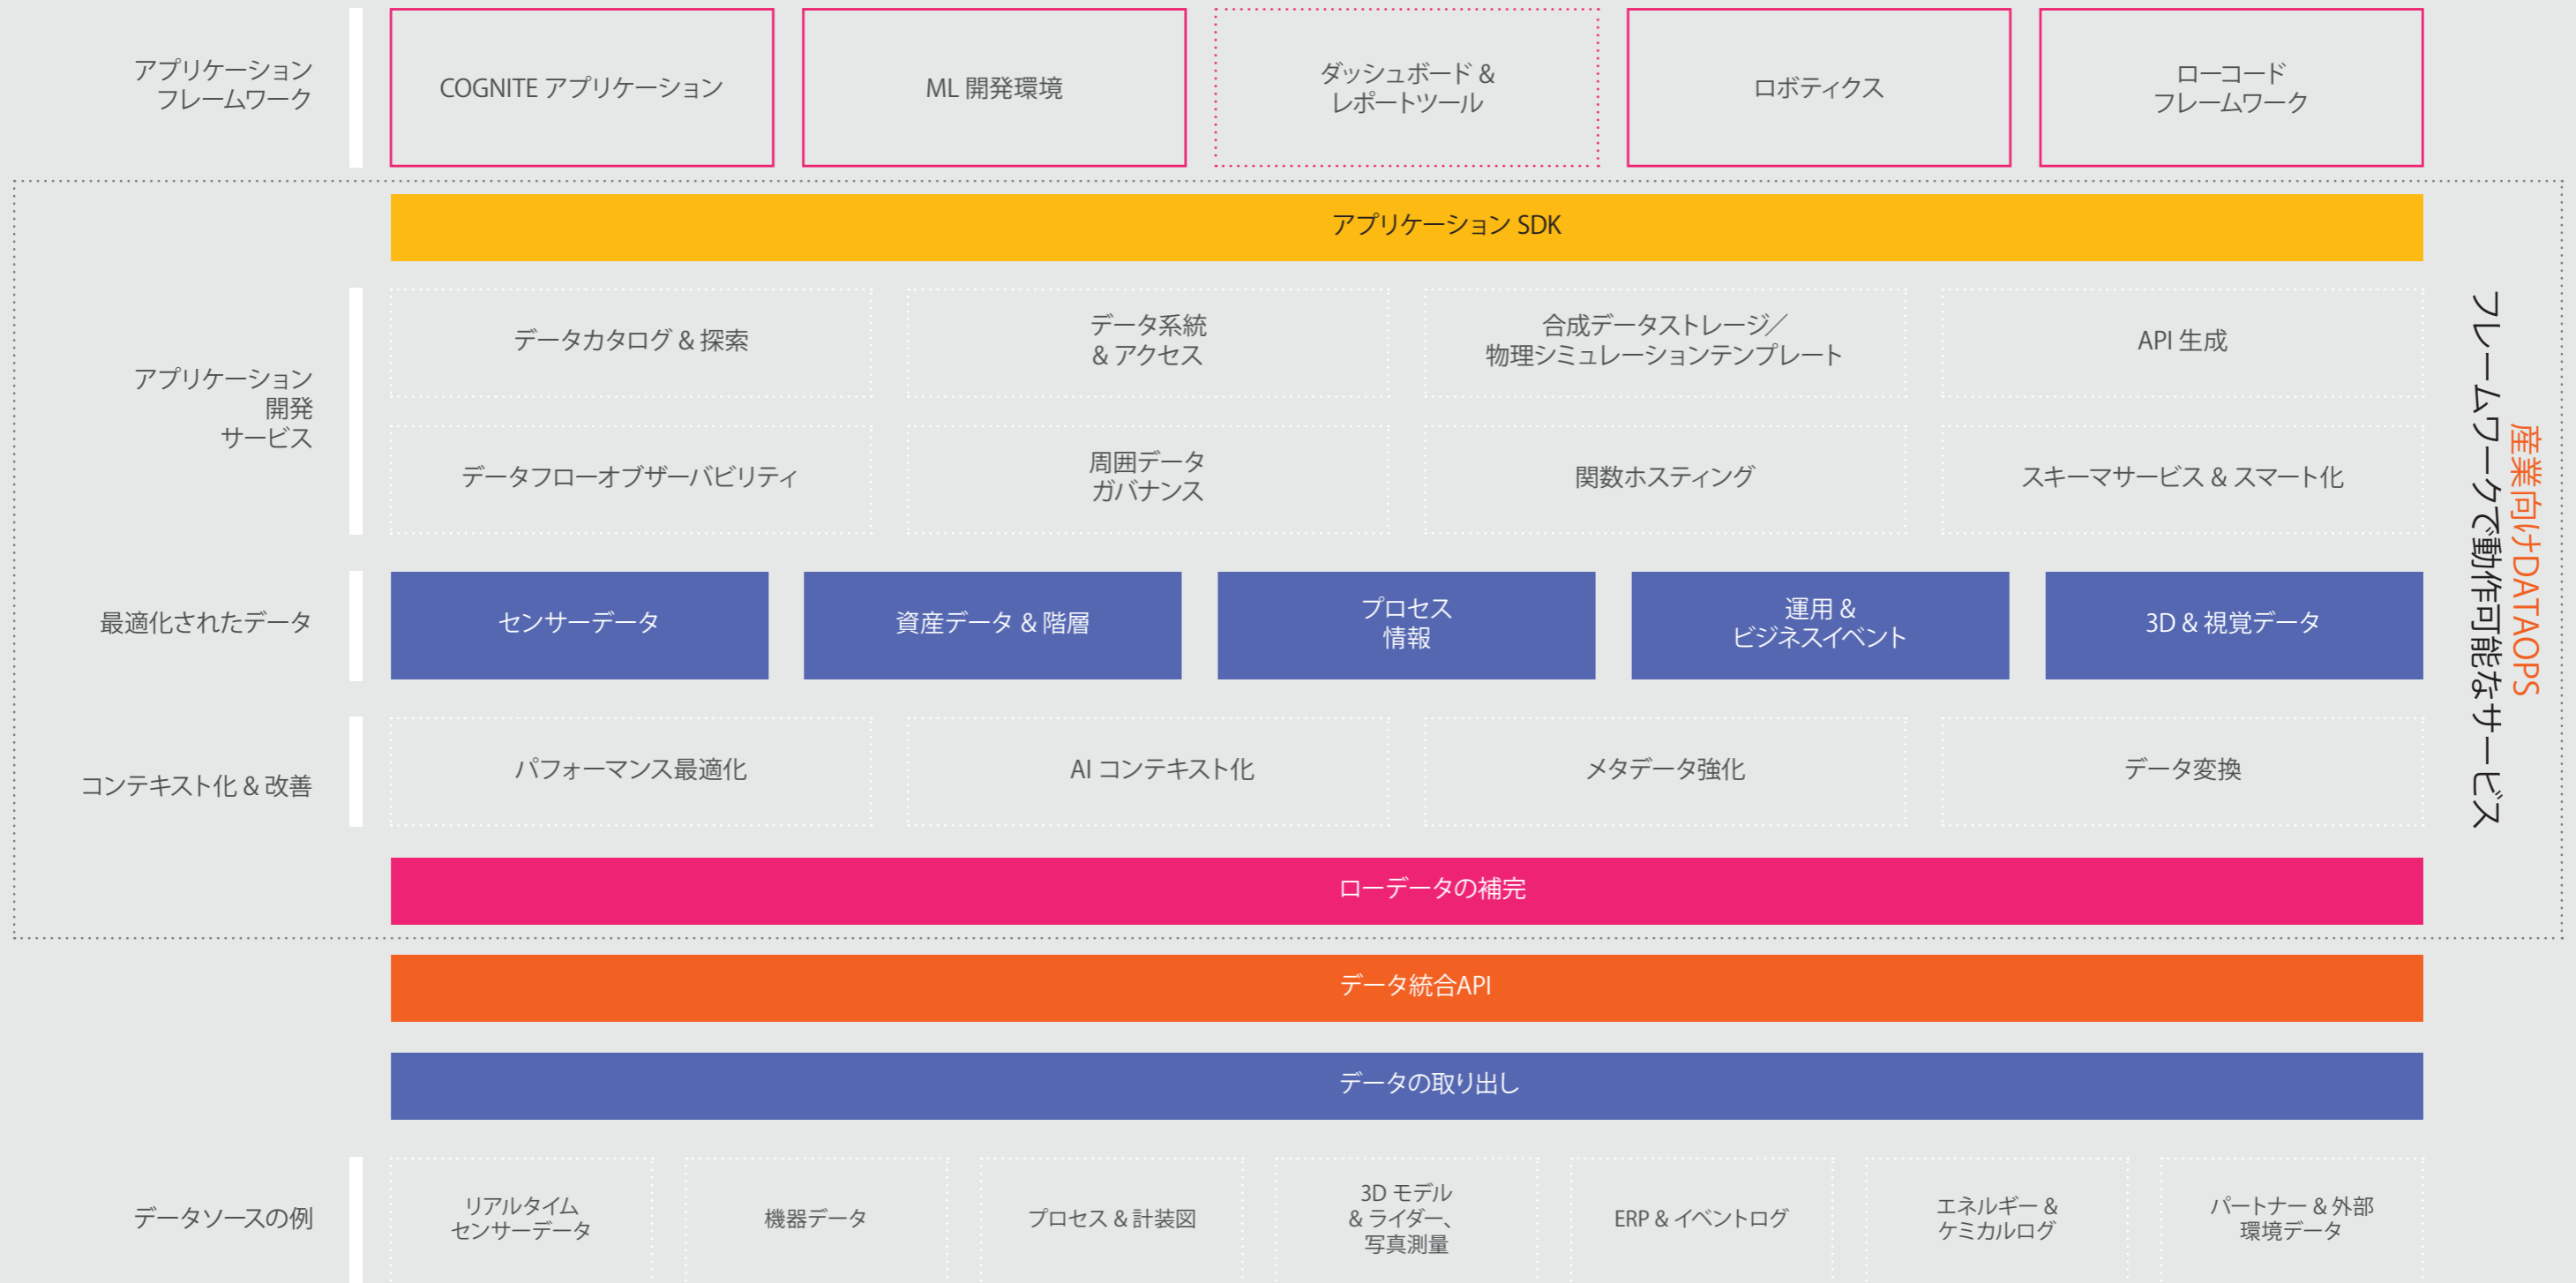 アプリケーション
フレームワーク
COGNITE アプリケーション
ML 開発環境
ダッシュボード &
レポートツール
ロボティクス
ローコード
フレームワーク
アプリケーション SDK
アプリケーション
開発
サービス
データカタログ & 探索
データ系統
& アクセス
合成データストレージ／
物理シミュレーションテンプレート
API 生成
データフローオブザーバビリティ
周囲データ
ガバナンス
関数ホスティング
スキーマサービス & スマート化
最適化されたデータ
センサーデータ
資産データ & 階層
プロセス
情報
運用 &
ビジネスイベント
3D & 視覚データ
コンテキスト化 & 改善
パフォーマンス最適化
AI コンテキスト化
メタデータ強化
データ変換
ローデータの補完
産業向けDATAOPS
フレームワークで動作可能なサービス
データ統合API
データの取り出し
データソースの例
リアルタイム
センサーデータ
機器データ
プロセス & 計装図
3D モデル
& ライダー、
写真測量
ERP & イベントログ
エネルギー &
ケミカルログ
パートナー & 外部
環境データ